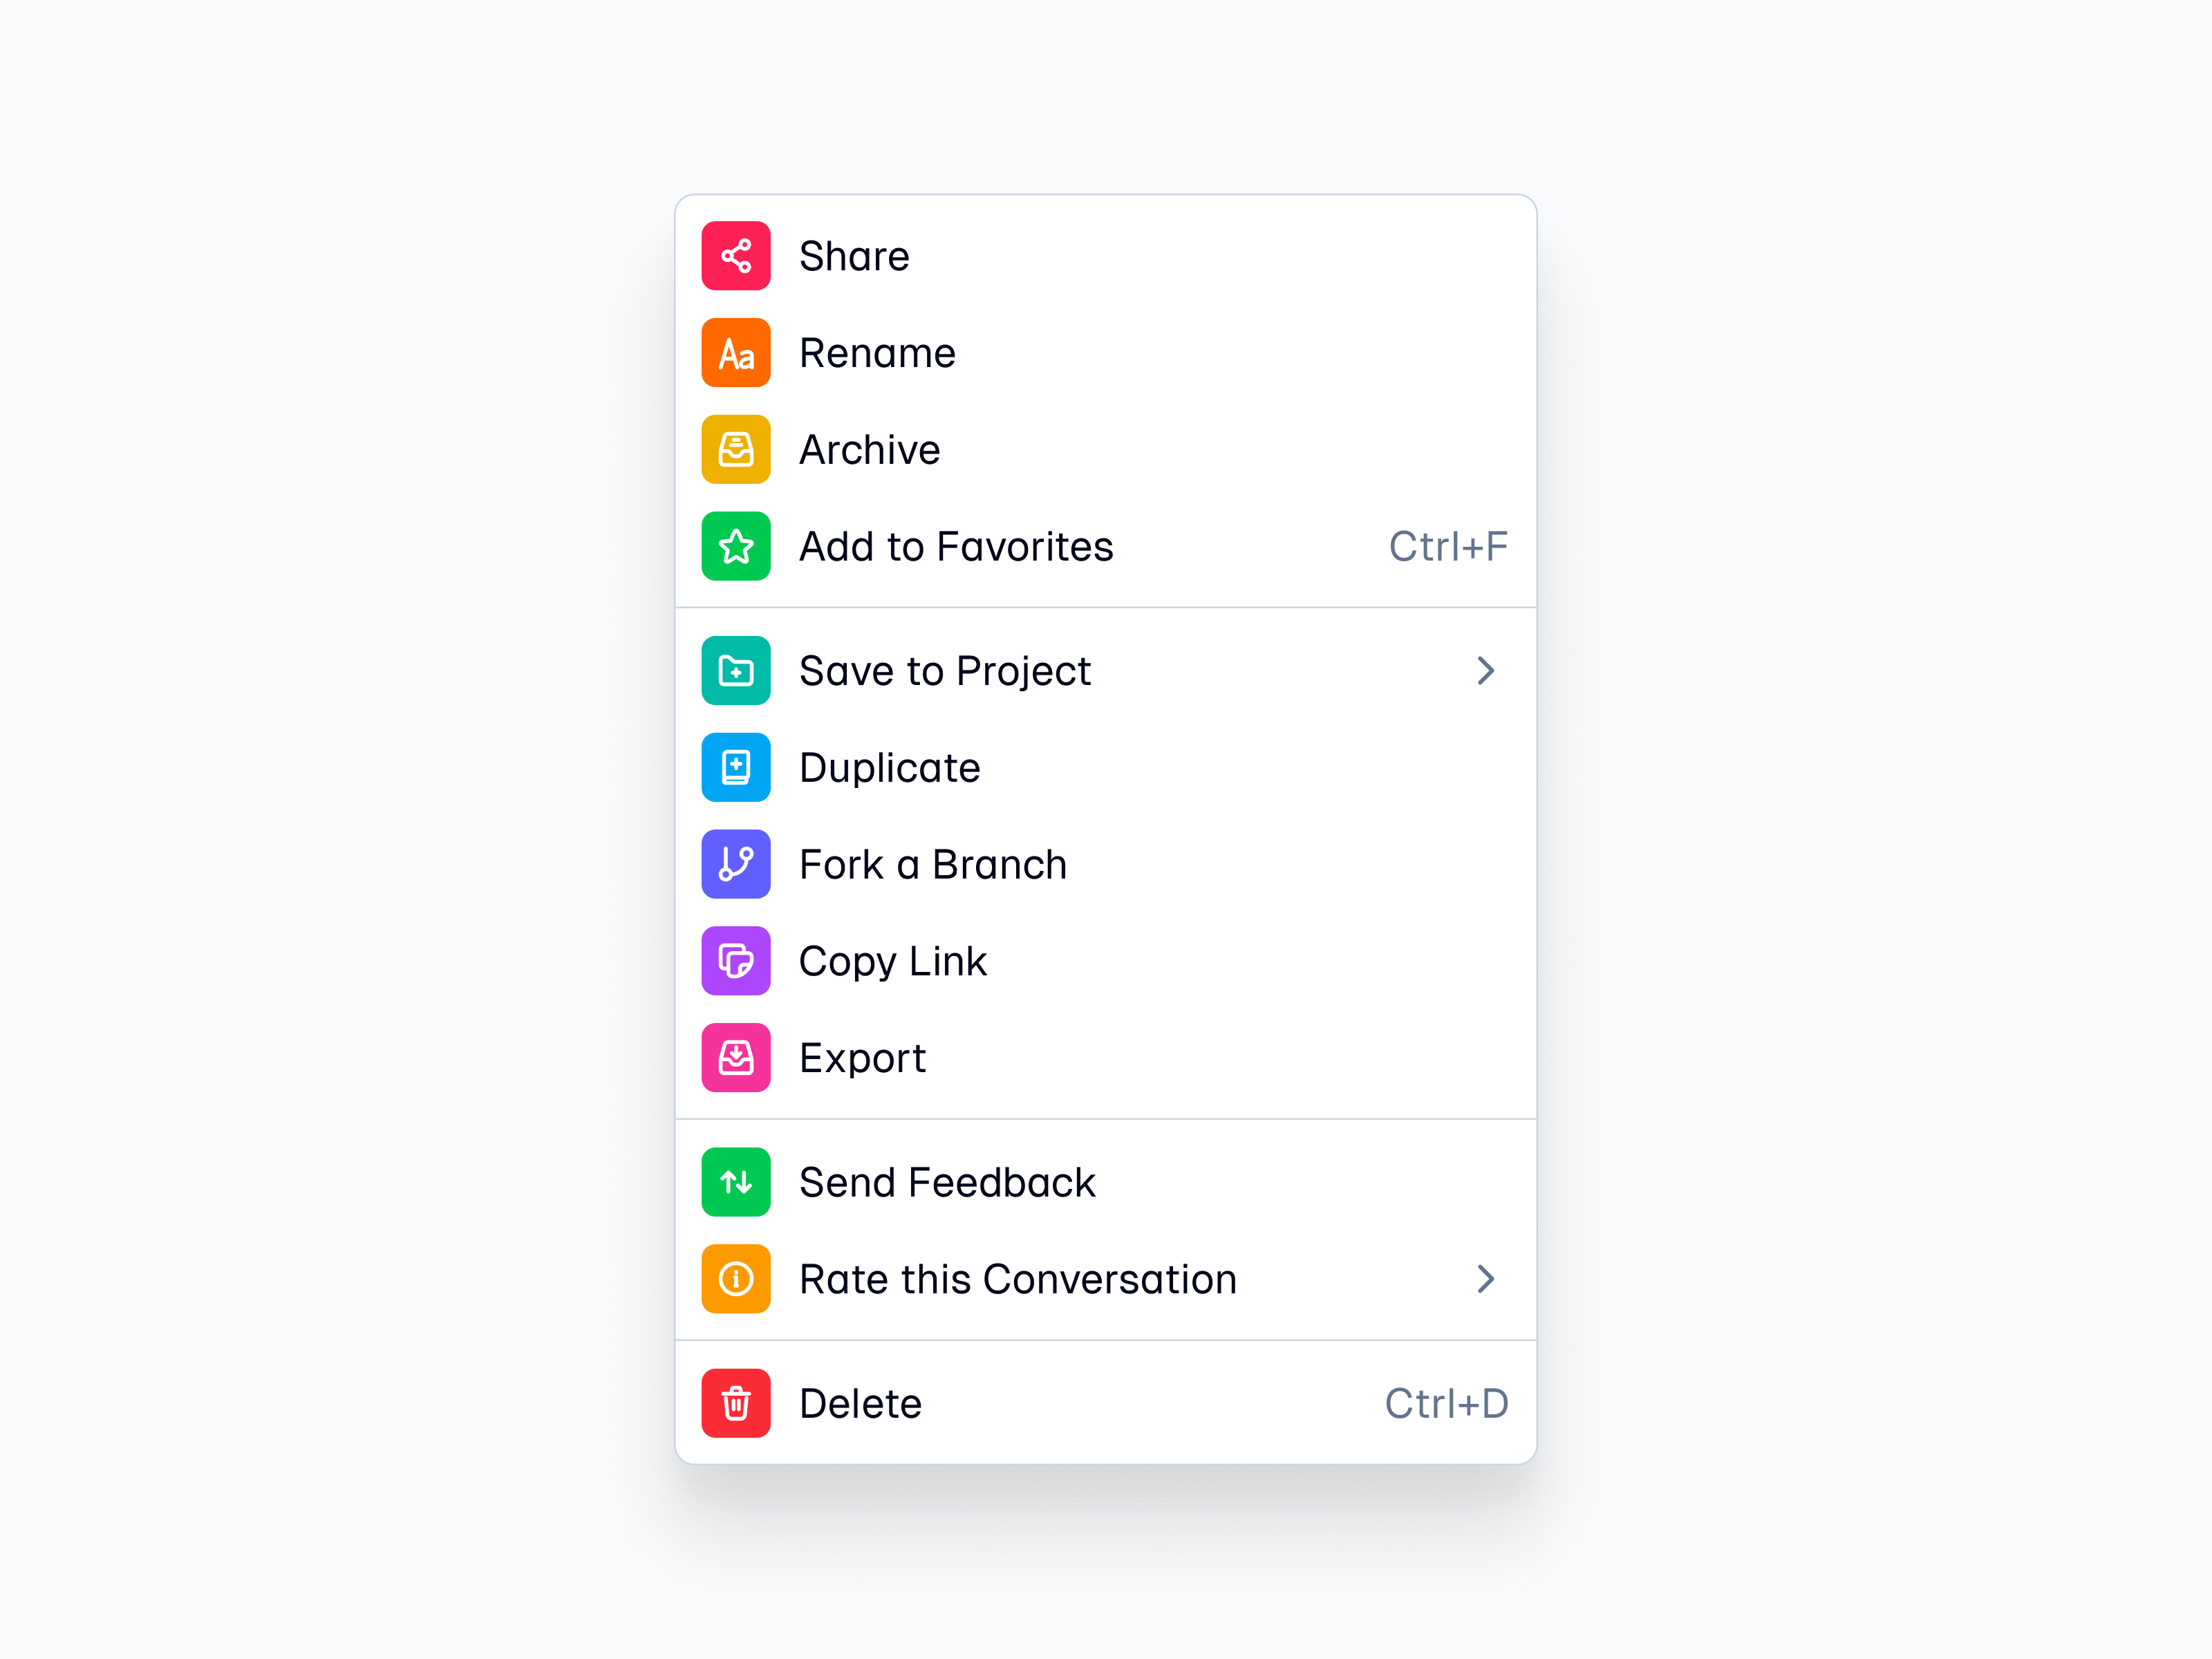 Share
Rename
Archive
Add to Favorites Ctrl+F
Save to Project
Duplicate
Fork a Branch
Copy Link
Export
Send Feedback
Rate this Conversation
Delete Ctrl+D